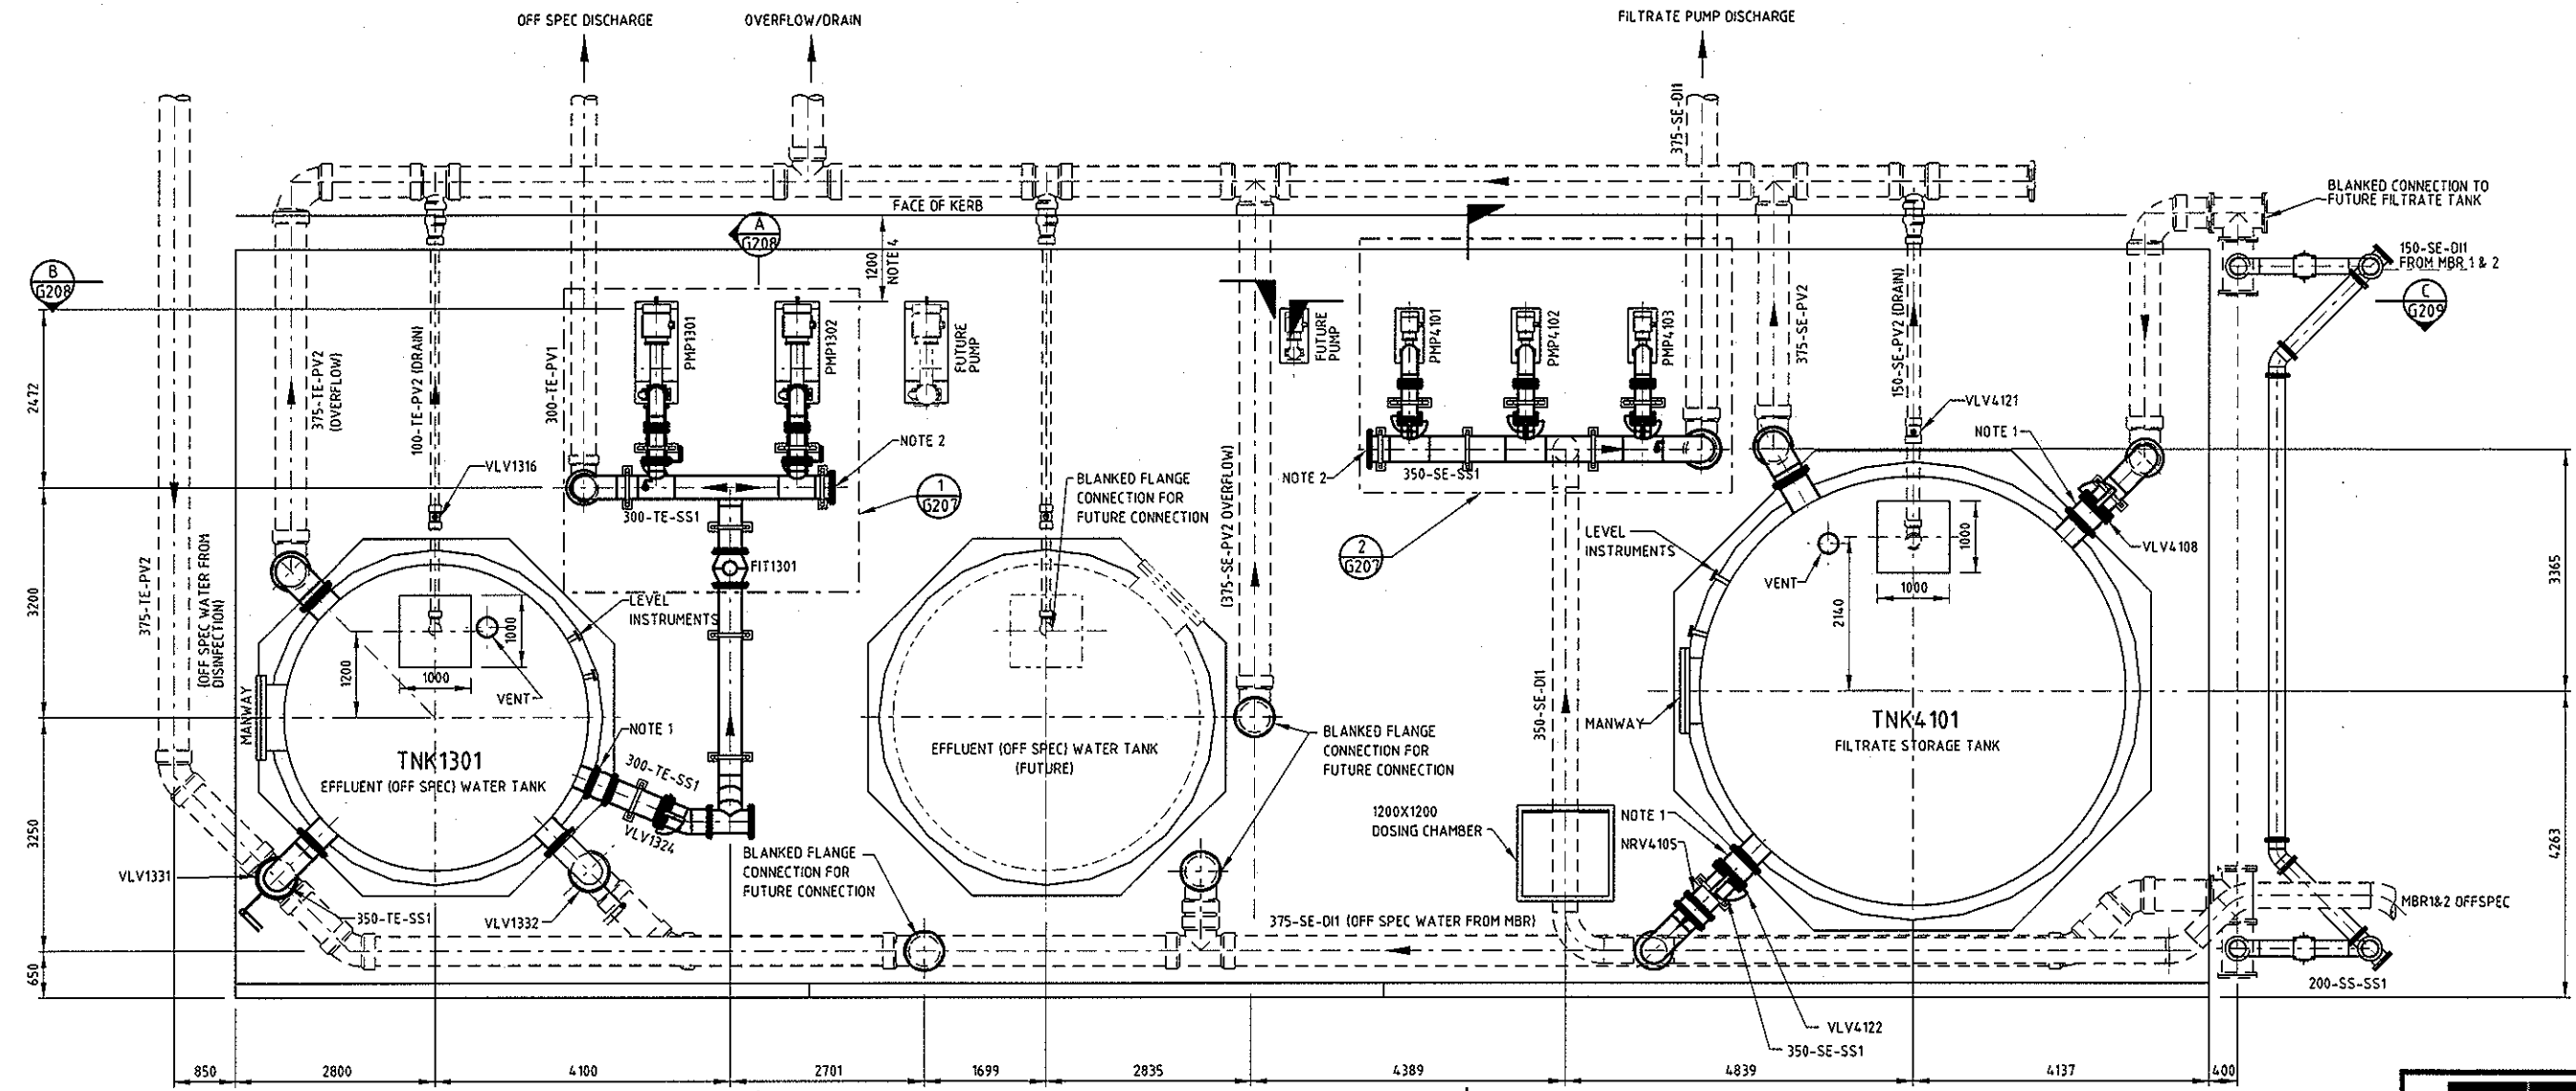 OFF SPEC DISCHARGE
OVERFLOW/DRAIN
FILTRATE PUMP DISCHARGE
375-SE-DI1
FACE OF KERB
BLANKED CONNECTION TO
FUTURE FILTRATE TANK
A
G208
B
G208
1200
NOTE 4
150-SE-DI1
FROM MBR 1 & 2
C
G209
2472
375-TE-PV2
(OVERFLOW)
100-TE-PV2 (DRAIN)
300-TE-PV1
PMP1301
PMP1302
FUTURE
PUMP
FUTURE
PUMP
PMP4101
PMP4102
PMP4103
375-SE-PV2
150-SE-PV2 (DRAIN)
VLV4121
NOTE 1
NOTE 2
VLV1316
300-TE-SS1
1
G207
BLANKED FLANGE
CONNECTION FOR
FUTURE CONNECTION
NOTE 2
350-SE-SS1
2
G207
LEVEL
INSTRUMENTS
VENT
2140
1000
1000
VLV4108
3365
3200
375-TE-PV2
(OFF SPEC WATER FROM
DISINFECTION)
FIT1301
LEVEL
INSTRUMENTS
1000
1000
1200
VENT
(375-SE-PV2 OVERFLOW)
MANWAY
NOTE 1
TNK1301
EFFLUENT (OFF SPEC) WATER TANK
300-TE-SS1
VLV1324
EFFLUENT (OFF SPEC) WATER TANK
(FUTURE)
BLANKED FLANGE
CONNECTION FOR
FUTURE CONNECTION
350-SE-DI1
MANWAY
TNK4101
FILTRATE STORAGE TANK
3250
4263
VLV1331
350-TE-SS1
VLV1332
BLANKED FLANGE
CONNECTION FOR
FUTURE CONNECTION
1200X1200
DOSING CHAMBER
NOTE 1
NRV4105
375-SE-DI1 (OFF SPEC WATER FROM MBR)
MBR1&2 OFFSPEC
650
200-SS-SS1
VLV4122
350-SE-SS1
850
2800
4100
2701
1699
2835
4389
4839
4137
400